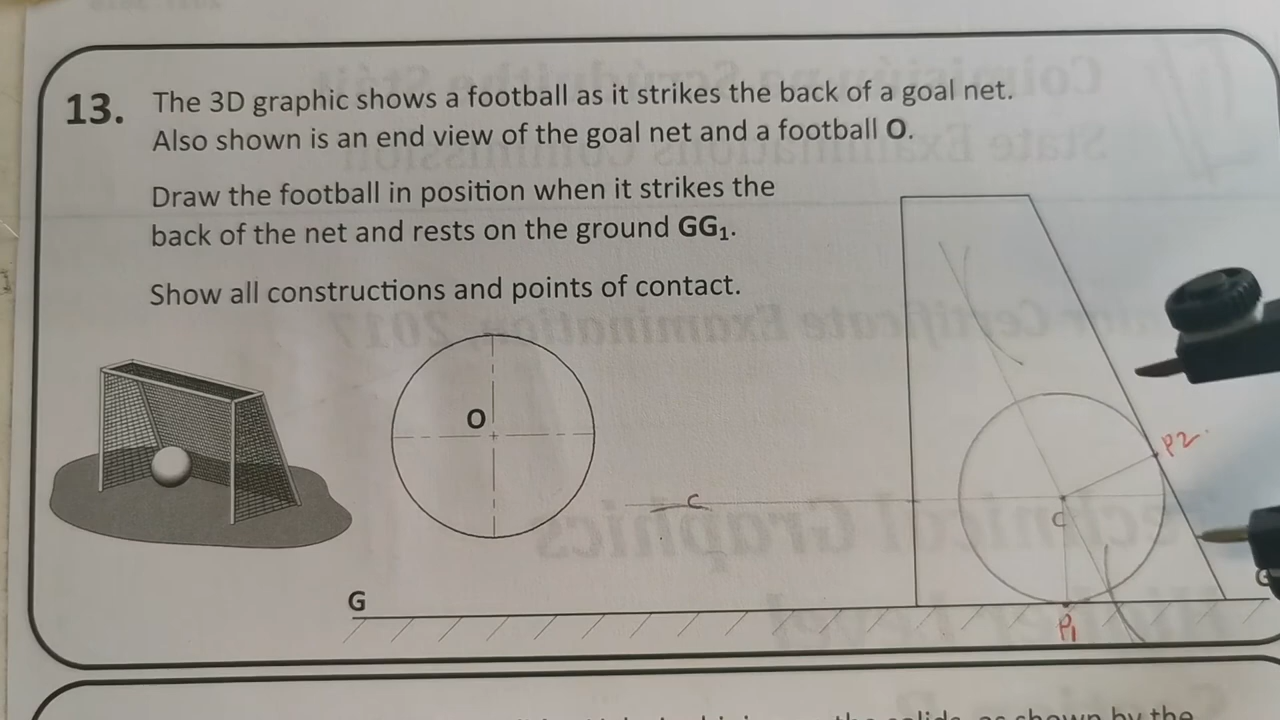 13. The 3D graphic shows a football as it strikes the back of a goal net.
Also shown is an end view of the goal net and a football O.
Draw the football in position when it strikes the
back of the net and rests on the ground GG₁.
Show all constructions and points of contact.
O
P2
C
G
P1